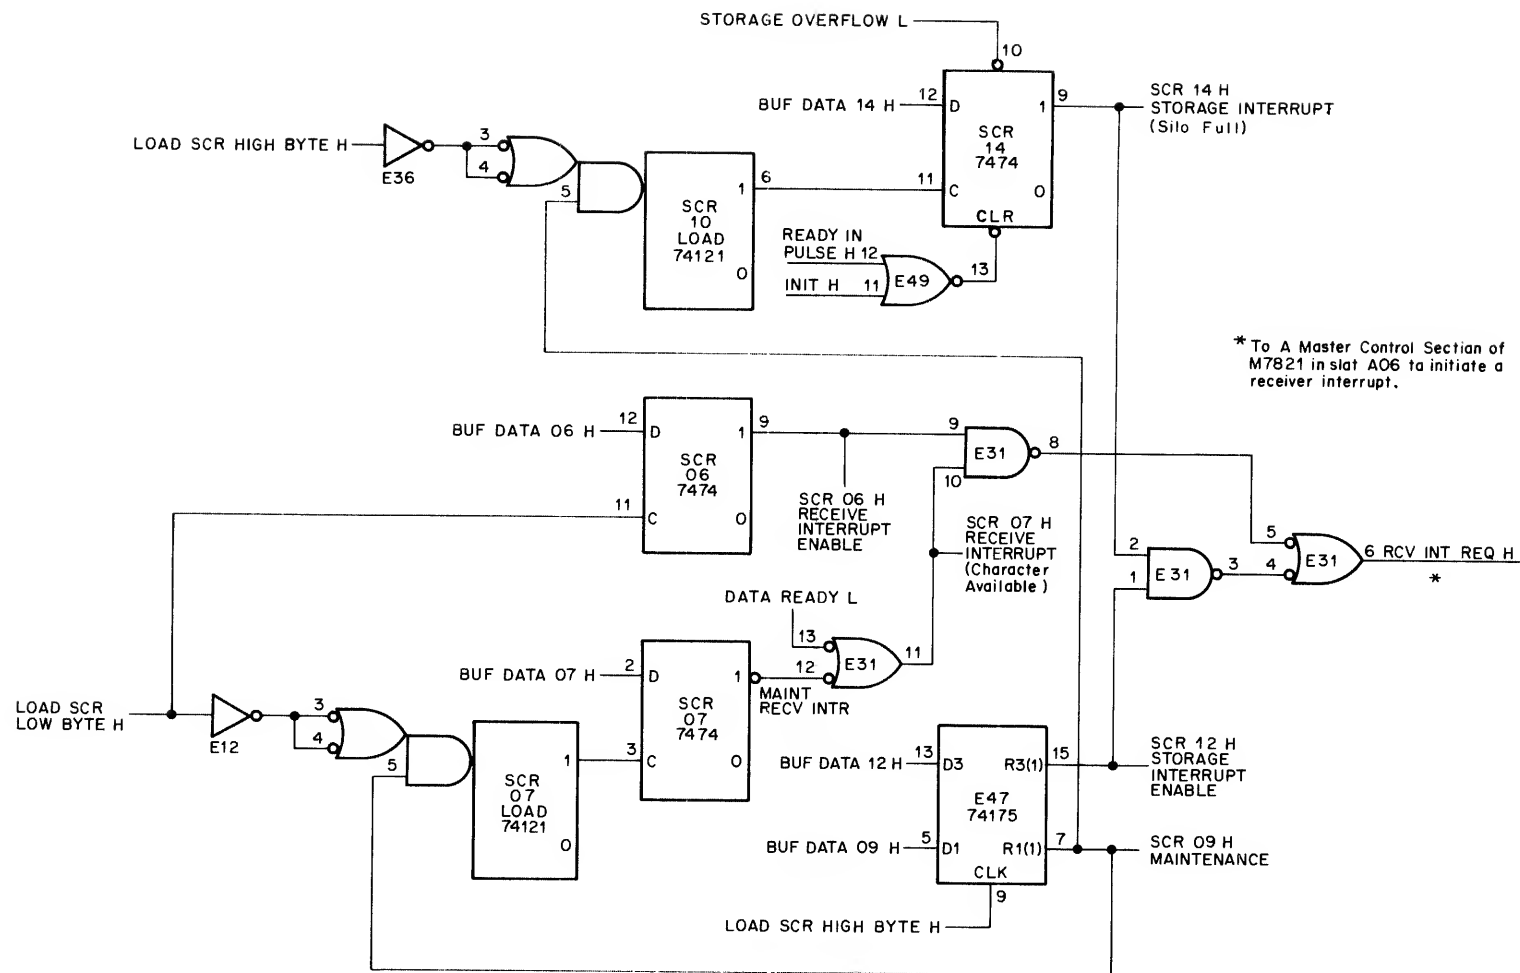 STORAGE OVERFLOW L
10
BUF DATA 14 H
12
D
1
9
SCR
14
7474
11
C
O
CLR
SCR 14 H
STORAGE INTERRUPT
(Silo Full)
LOAD SCR HIGH BYTE H
E36
3
4
5
SCR
10
LOAD
74121
1
6
O
READY IN
PULSE H 12
INIT H
11
E49
13
* To A Master Control Section of
M7821 in slat A06 ta initiate a
receiver interrupt.
BUF DATA 06 H
12
D
1
9
SCR
06
7474
11
C
O
SCR 06 H
RECEIVE
INTERRUPT
ENABLE
9
10
E31
8
SCR 07 H
RECEIVE
INTERRUPT
(Character
Available)
2
1
E31
3
5
4
E31
6 RCV INT REQ H
*
DATA READY L
13
12
E31
11
BUF DATA 07 H
2
D
1
MAINT
RECV INTR
SCR
07
7474
3
C
O
LOAD SCR
LOW BYTE H
E12
3
4
5
SCR
07
LOAD
74121
1
O
BUF DATA 12 H
13
D3
R3(1)
15
E47
74175
SCR 12 H
STORAGE
INTERRUPT
ENABLE
BUF DATA 09 H
5
D1
R1(1)
7
CLK
9
SCR 09 H
MAINTENANCE
LOAD SCR HIGH BYTE H